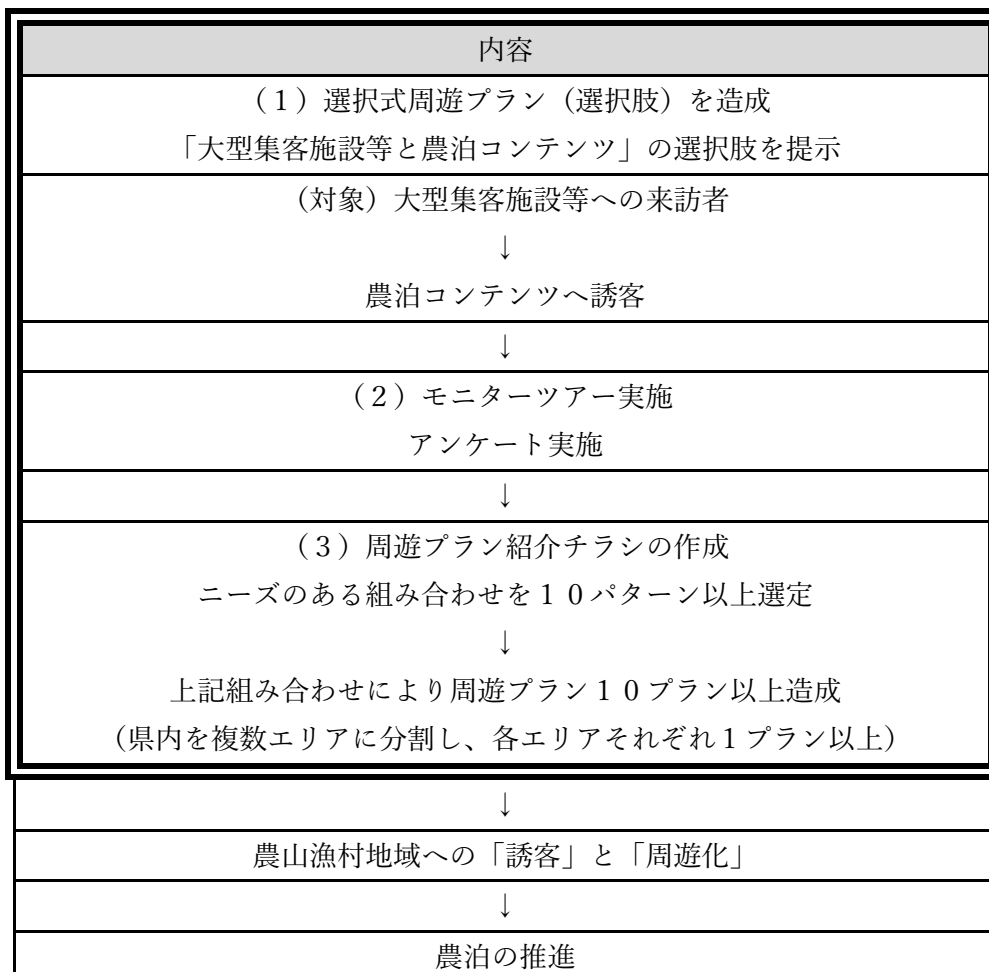 内容
（１）選択式周遊プラン（選択肢）を造成
「大型集客施設等と農泊コンテンツ」の選択肢を提示
（対象）大型集客施設等への来訪者
↓
農泊コンテンツへ誘客
↓
（２）モニターツアー実施
アンケート実施
↓
（３）周遊プラン紹介チラシの作成
ニーズのある組み合わせを１０パターン以上選定
↓
上記組み合わせにより周遊プラン１０プラン以上造成
（県内を複数エリアに分割し、各エリアそれぞれ１プラン以上）
↓
農山漁村地域への「誘客」と「周遊化」
↓
農泊の推進